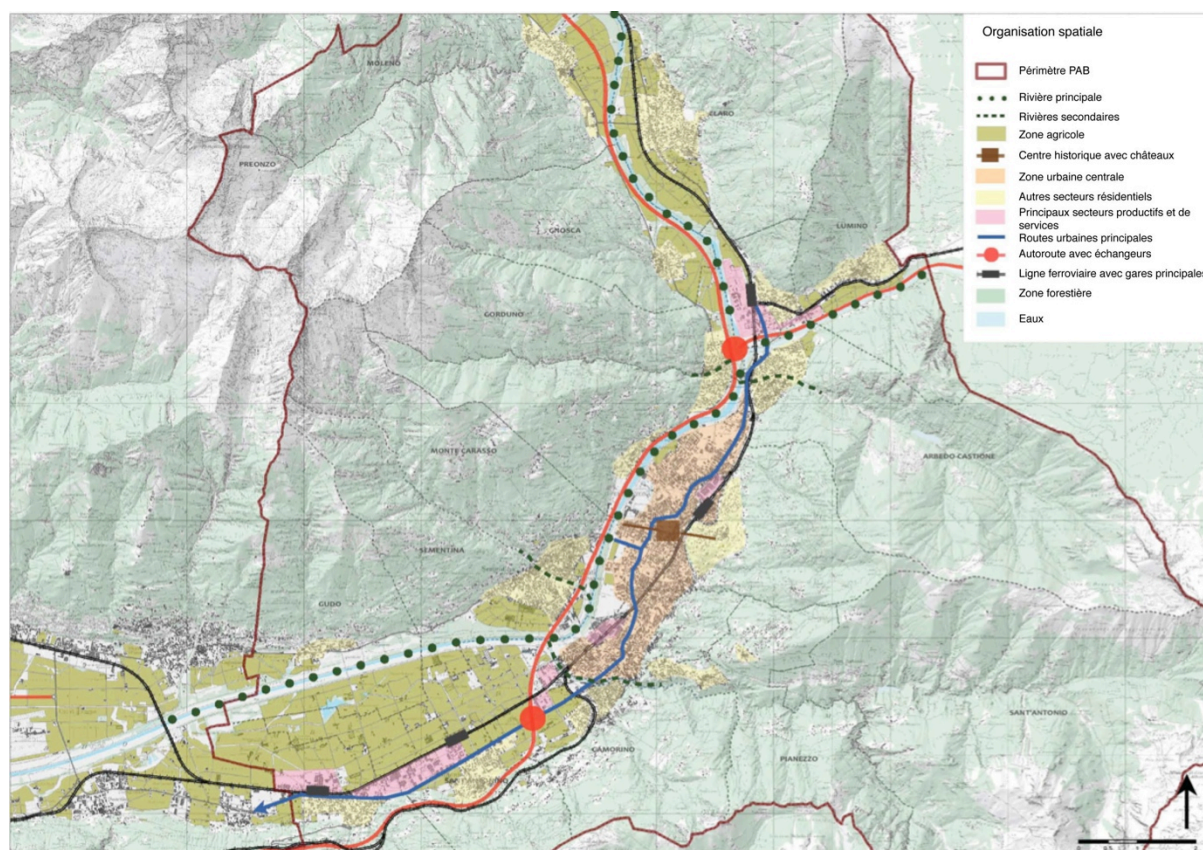 Organisation spatiale
Périmètre PAB
Rivière principale
Rivières secondaires
Zone agricole
Centre historique avec châteaux
Zone urbaine centrale
Autres secteurs résidentiels
Principaux secteurs productifs et de
services
Routes urbaines principales
Autoroute avec échangeurs
Ligne ferroviaire avec gares principales
Zone forestière
Eaux
MOLENO
CLARO
PREONZO
LUMINO
GNOSCA
GORDUNO
MONTE CARASSO
ARBEDO-CASTIONE
SEMENTINA
GUDO
SANT'ANTONIO
CAMORINO
PIANEZZO